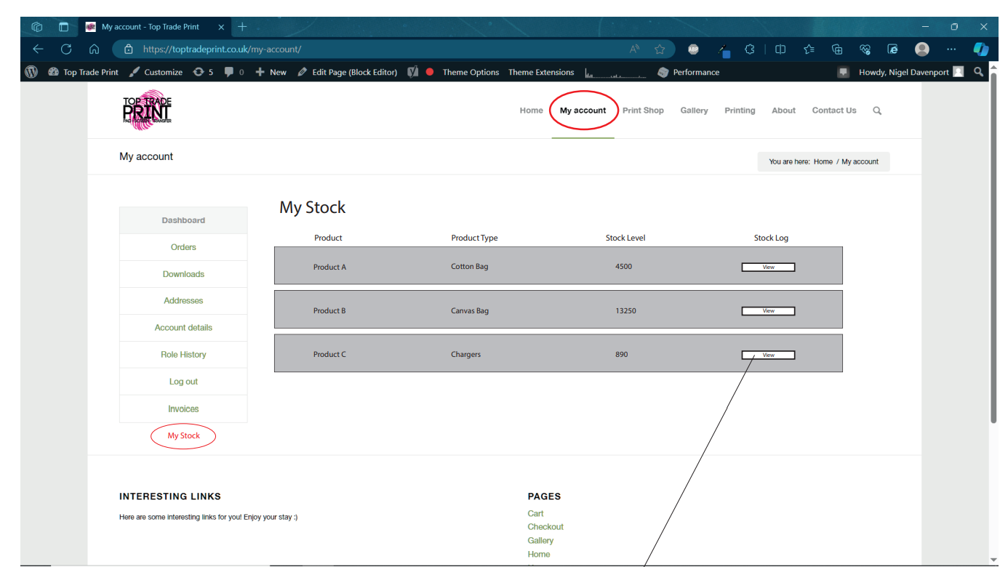 My account - Top Trade Print
https://toptradeprint.co.uk/my-account/
ABP
Top Trade Print Customize 5 0 New Edit Page (Block Editor) Theme Options Theme Extensions Performance Howdy, Nigel Davenport
TOP TRADE
PRINT
PAD - SCREEN - TRANSFER
Home My account Print Shop Gallery Printing About Contact Us
My account
You are here: Home / My account
My Stock
Dashboard
Orders
Downloads
Addresses
Account details
Role History
Log out
Invoices
My Stock
Product Product Type Stock Level Stock Log
Product A Cotton Bag 4500 View
Product B Canvas Bag 13250 View
Product C Chargers 890 View
INTERESTING LINKS
Here are some interesting links for you! Enjoy your stay :)
PAGES
Cart
Checkout
Gallery
Home